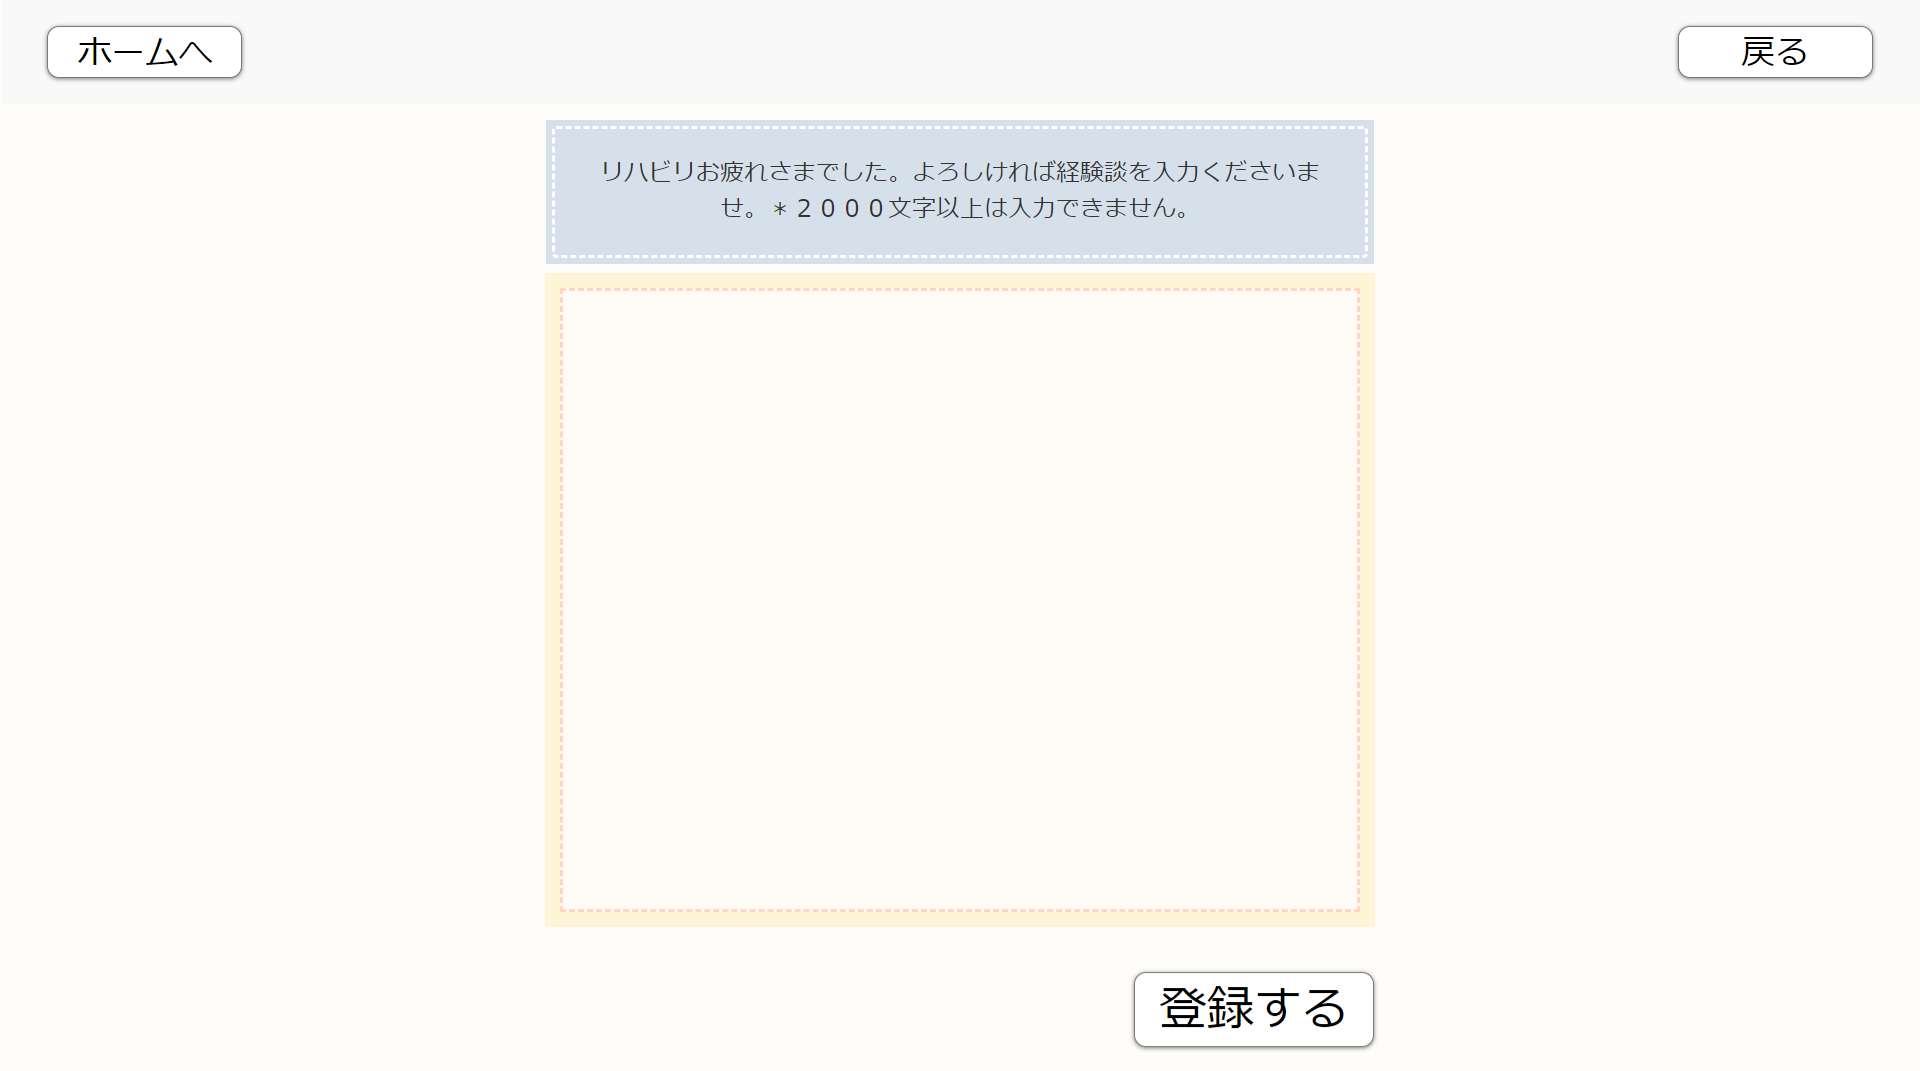 ホームへ
戻る
リハビリお疲れさまでした。よろしければ経験談を入力くださいま
せ。＊２０００文字以上は入力できません。
登録する